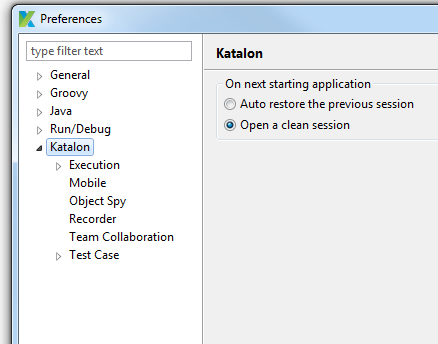 Preferences
type filter text
General
Groovy
Java
Run/Debug
Katalon
Execution
Mobile
Object Spy
Recorder
Team Collaboration
Test Case
Katalon
On next starting application
Auto restore the previous session
Open a clean session